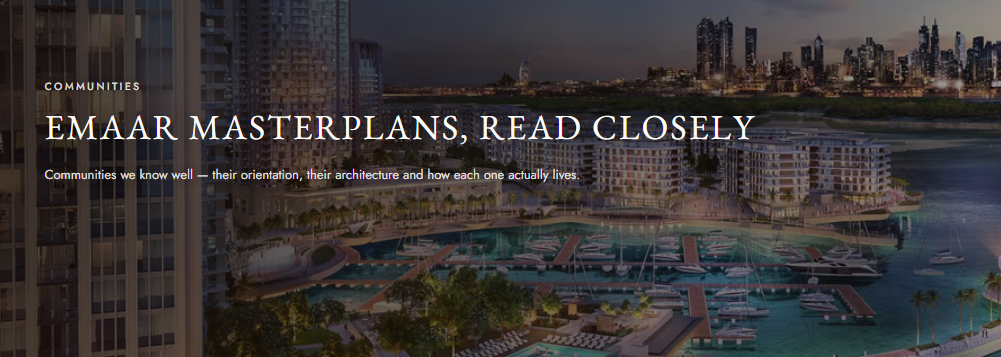 COMMUNITIES
EMAAR MASTERPLANS, READ CLOSELY
Communities we know well — their orientation, their architecture and how each one actually lives.